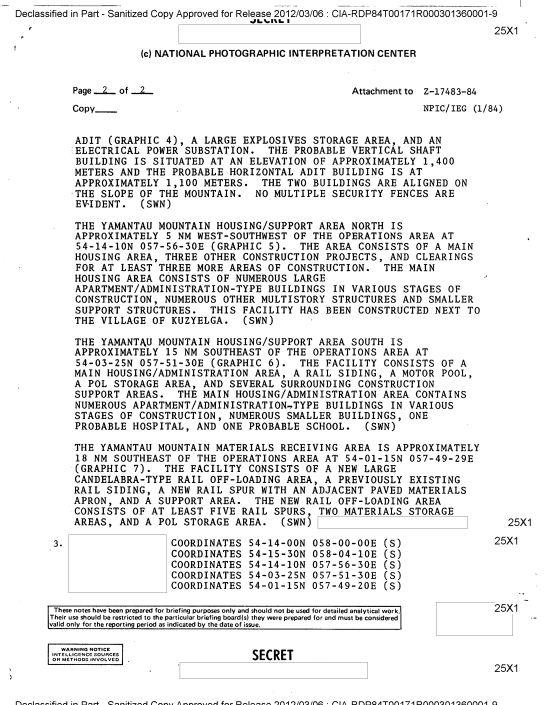 Declassified in Part - Sanitized Copy Approved for Release 2012/03/06 : CIA-RDP84T00171R000301360001-9
SECRET
25X1
(c) NATIONAL PHOTOGRAPHIC INTERPRETATION CENTER
Page 2 of 2
Attachment to Z-17483-84
Copy
NPIC/IEG (1/84)
ADIT (GRAPHIC 4), A LARGE EXPLOSIVES STORAGE AREA, AND AN
ELECTRICAL POWER SUBSTATION. THE PROBABLE VERTICAL SHAFT
BUILDING IS SITUATED AT AN ELEVATION OF APPROXIMATELY 1,400
METERS AND THE PROBABLE HORIZONTAL ADIT BUILDING IS AT
APPROXIMATELY 1,100 METERS. THE TWO BUILDINGS ARE ALIGNED ON
THE SLOPE OF THE MOUNTAIN. NO MULTIPLE SECURITY FENCES ARE
EVIDENT. (SWN)
THE YAMANTAU MOUNTAIN HOUSING/SUPPORT AREA NORTH IS
APPROXIMATELY 5 NM WEST-SOUTHWEST OF THE OPERATIONS AREA AT
54-14-10N 057-56-30E (GRAPHIC 5). THE AREA CONSISTS OF A MAIN
HOUSING AREA, THREE OTHER CONSTRUCTION PROJECTS, AND CLEARINGS
FOR AT LEAST THREE MORE AREAS OF CONSTRUCTION. THE MAIN
HOUSING AREA CONSISTS OF NUMEROUS LARGE
APARTMENT/ADMINISTRATION-TYPE BUILDINGS IN VARIOUS STAGES OF
CONSTRUCTION, NUMEROUS OTHER MULTISTORY STRUCTURES AND SMALLER
SUPPORT STRUCTURES. THIS FACILITY HAS BEEN CONSTRUCTED NEXT TO
THE VILLAGE OF KUZYELGA. (SWN)
THE YAMANTAU MOUNTAIN HOUSING/SUPPORT AREA SOUTH IS
APPROXIMATELY 15 NM SOUTHEAST OF THE OPERATIONS AREA AT
54-03-25N 057-51-30E (GRAPHIC 6). THE FACILITY CONSISTS OF A
MAIN HOUSING/ADMINISTRATION AREA, A RAIL SIDING, A MOTOR POOL,
A POL STORAGE AREA, AND SEVERAL SURROUNDING CONSTRUCTION
SUPPORT AREAS. THE MAIN HOUSING/ADMINISTRATION AREA CONTAINS
NUMEROUS APARTMENT/ADMINISTRATION-TYPE BUILDINGS IN VARIOUS
STAGES OF CONSTRUCTION, NUMEROUS SMALLER BUILDINGS, ONE
PROBABLE HOSPITAL, AND ONE PROBABLE SCHOOL. (SWN)
THE YAMANTAU MOUNTAIN MATERIALS RECEIVING AREA IS APPROXIMATELY
18 NM SOUTHEAST OF THE OPERATIONS AREA AT 54-01-15N 057-49-29E
(GRAPHIC 7). THE FACILITY CONSISTS OF A NEW LARGE
CANDELABRA-TYPE RAIL OFF-LOADING AREA, A PREVIOUSLY EXISTING
RAIL SIDING, A NEW RAIL SPUR WITH AN ADJACENT PAVED MATERIALS
APRON, AND A SUPPORT AREA. THE NEW RAIL OFF-LOADING AREA
CONSISTS OF AT LEAST FIVE RAIL SPURS, TWO MATERIALS STORAGE
AREAS, AND A POL STORAGE AREA. (SWN)
25X1
3. COORDINATES 54-14-00N 058-00-00E (S)
25X1
COORDINATES 54-15-30N 058-04-10E (S)
COORDINATES 54-14-10N 057-56-30E (S)
COORDINATES 54-03-25N 057-51-30E (S)
COORDINATES 54-01-15N 057-49-20E (S)
These notes have been prepared for briefing purposes only and should not be used for detailed analytical work.
Their use should be restricted to the particular briefing board(s) they were prepared for and must be considered
valid only for the reporting period as indicated by the date of issue.
25X1
WARNING NOTICE
INTELLIGENCE SOURCES
OR METHODS INVOLVED
SECRET
25X1
Declassified in Part - Sanitized Copy Approved for Release 2012/03/06 : CIA-RDP84T00171R000301360001-9